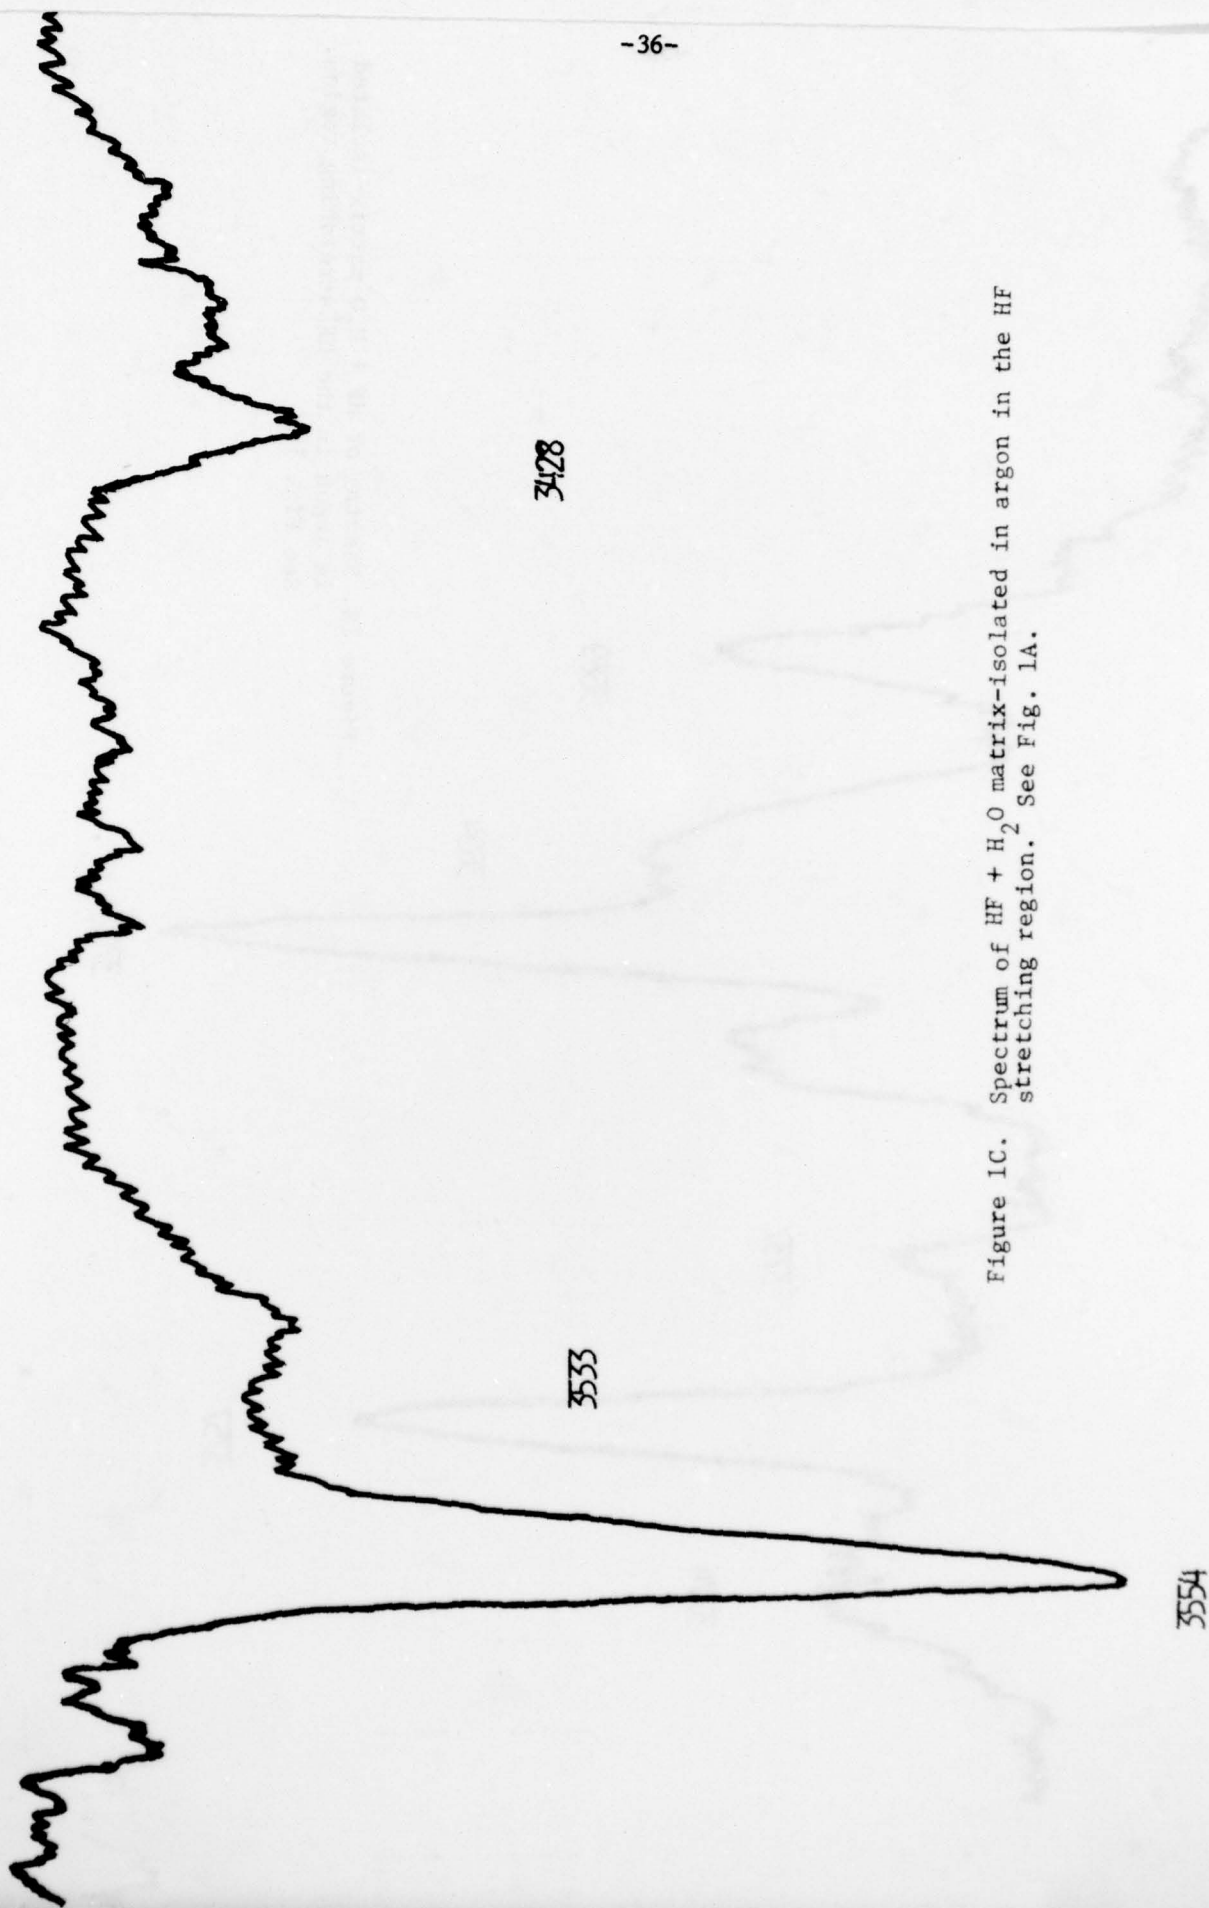 -36-
3428
3533
3554
Figure 1C. Spectrum of HF + H₂O matrix-isolated in argon in the HF
stretching region. See Fig. 1A.